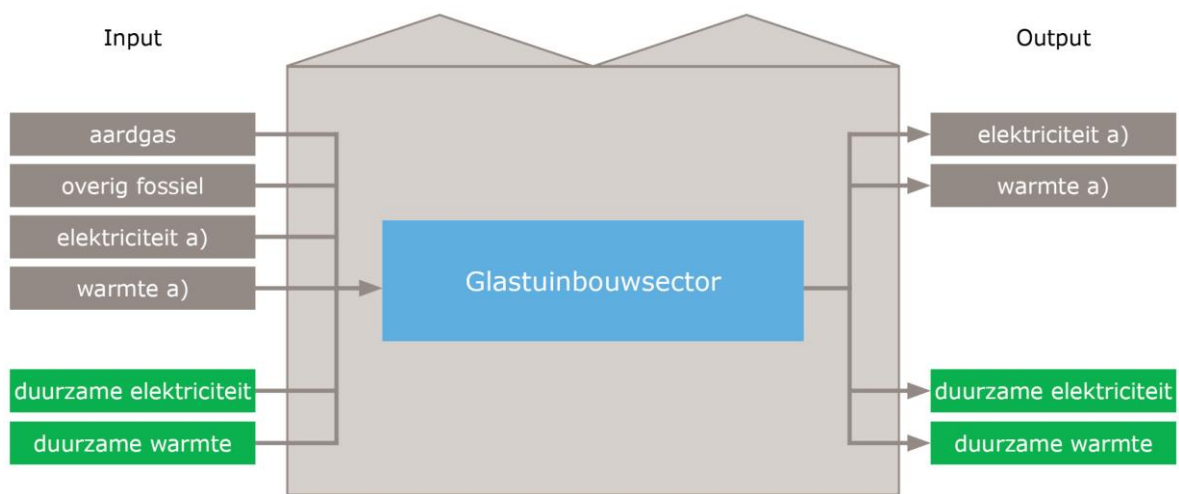 Input
Output
aardgas
overig fossiel
elektriciteit a)
warmte a)
duurzame elektriciteit
duurzame warmte
Glastuinbouwsector
elektriciteit a)
warmte a)
duurzame elektriciteit
duurzame warmte